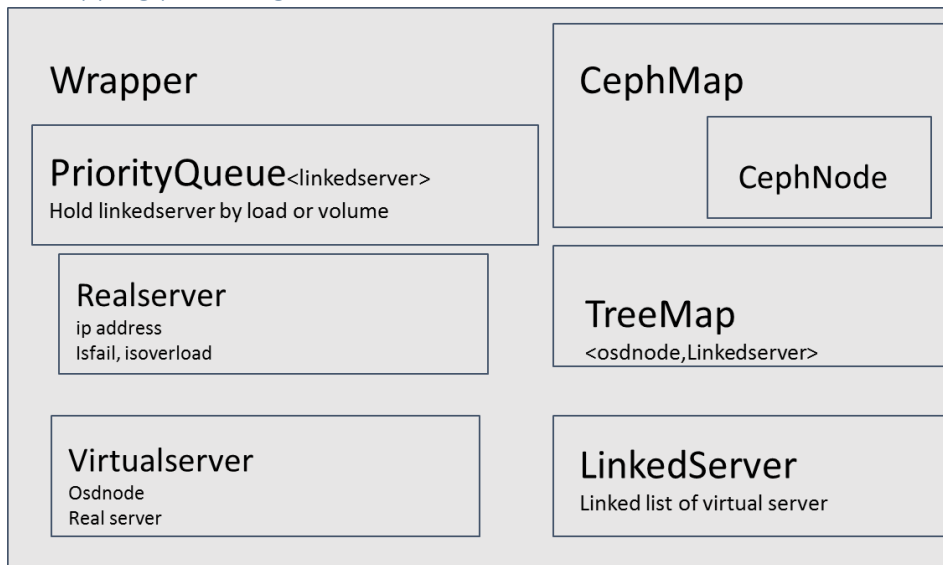 Wrapper
PriorityQueue<linkedserver>
Hold linkedserver by load or volume
Realserver
ip address
Isfail, isoverload
Virtualserver
Osdnode
Real server
CephMap
CephNode
TreeMap
<osdnode,Linkedserver>
LinkedServer
Linked list of virtual server